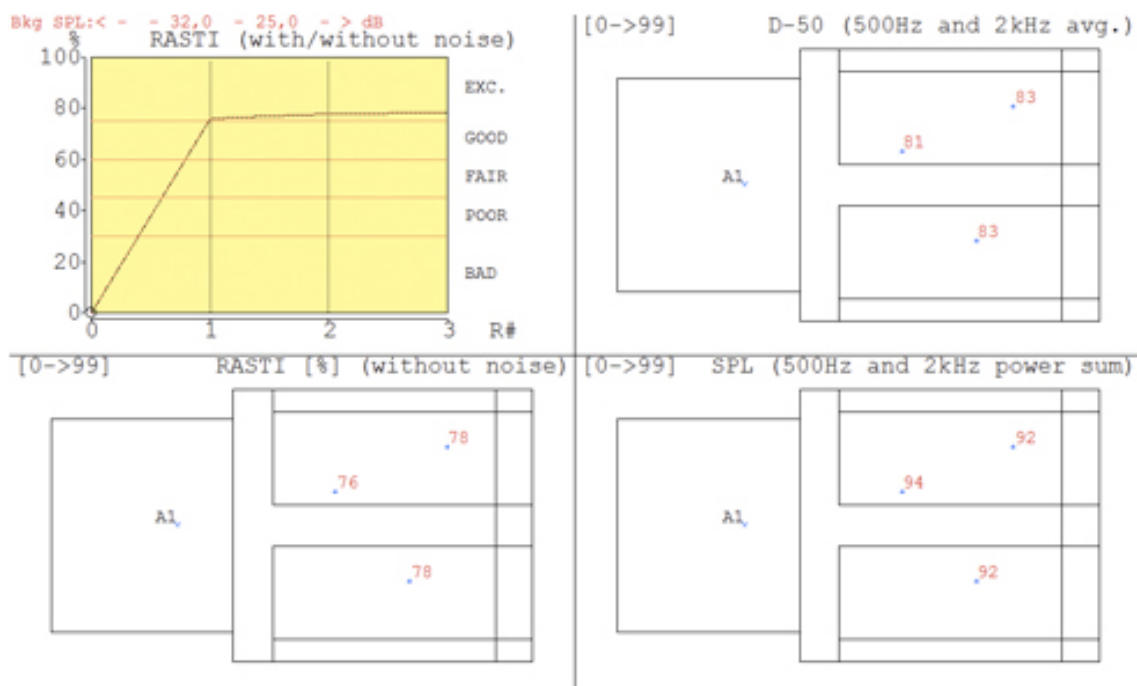 Bkg SPL:< - - 32,0 - 25,0 - > dB
% RASTI (with/without noise)
100
80
60
40
20
0
EXC.
GOOD
FAIR
POOR
BAD
0 1 2 3 R#
[0->99] D-50 (500Hz and 2kHz avg.)
83
81
A1
83
[0->99] RASTI [%] (without noise)
78
76
A1
78
[0->99] SPL (500Hz and 2kHz power sum)
92
94
A1
92